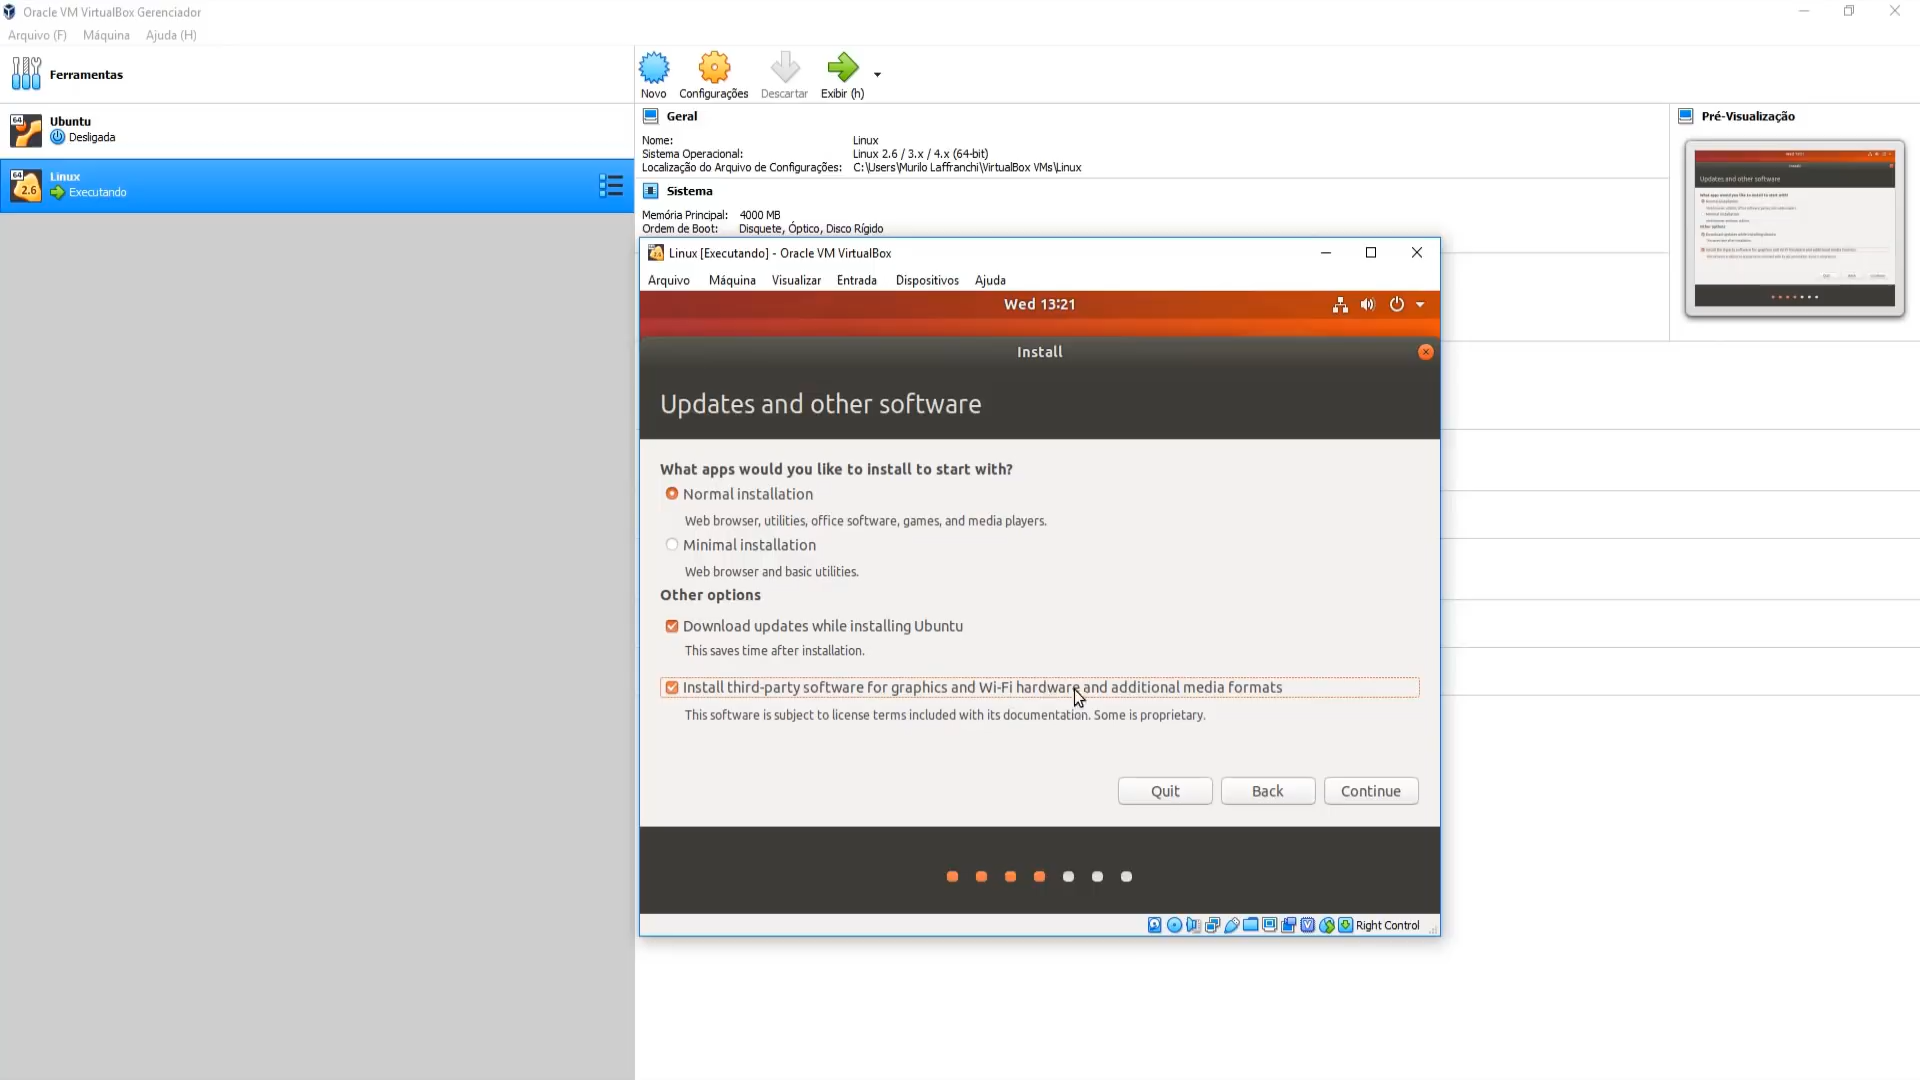 Oracle VM VirtualBox Gerenciador
Arquivo (F) Máquina Ajuda (H)
Ferramentas
Ubuntu
Desligada
Linux
Executando
Novo Configurações Descartar Exibir (h)
Geral
Nome: Linux
Sistema Operacional: Linux 2.6 / 3.x / 4.x (64-bit)
Localização do Arquivo de Configurações: C:\Users\Murilo Laffranchi\VirtualBox VMs\Linux
Sistema
Memória Principal: 4000 MB
Ordem de Boot: Disquete, Óptico, Disco Rígido
Pré-Visualização
Updates and other software
Linux [Executando] - Oracle VM VirtualBox
Arquivo Máquina Visualizar Entrada Dispositivos Ajuda
Wed 13:21
Install
Updates and other software
What apps would you like to install to start with?
Normal installation
Web browser, utilities, office software, games, and media players.
Minimal installation
Web browser and basic utilities.
Other options
Download updates while installing Ubuntu
This saves time after installation.
Install third-party software for graphics and Wi-Fi hardware and additional media formats
This software is subject to license terms included with its documentation. Some is proprietary.
Quit Back Continue
Right Control